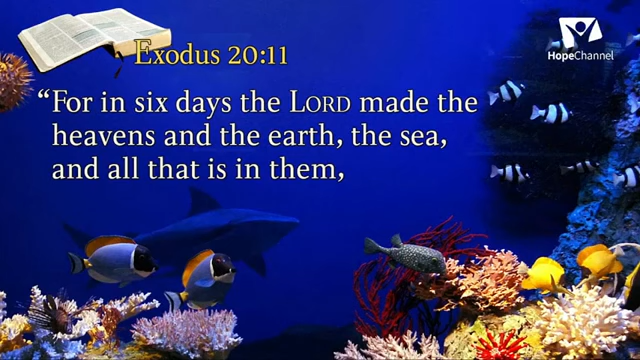 Exodus 20:11
HopeChannel
“For in six days the LORD made the
heavens and the earth, the sea,
and all that is in them,